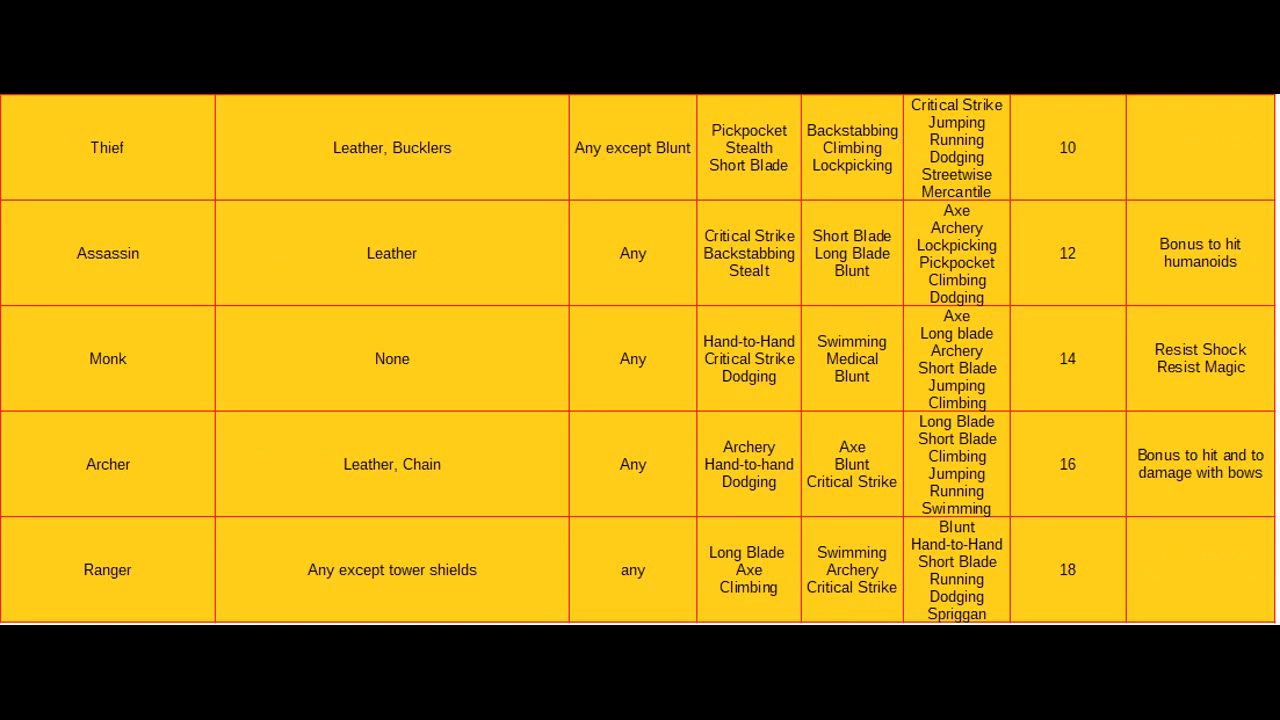 Thief
Leather, Bucklers
Any except Blunt
Pickpocket
Stealth
Short Blade
Backstabbing
Climbing
Lockpicking
Critical Strike
Jumping
Running
Dodging
Streetwise
Mercantile
10
Assassin
Leather
Any
Critical Strike
Backstabbing
Stealt
Short Blade
Long Blade
Blunt
Axe
Archery
Lockpicking
Pickpocket
Climbing
Dodging
12
Bonus to hit
humanoids
Monk
None
Any
Hand-to-Hand
Critical Strike
Dodging
Swimming
Medical
Blunt
Axe
Long blade
Archery
Short Blade
Jumping
Climbing
14
Resist Shock
Resist Magic
Archer
Leather, Chain
Any
Archery
Hand-to-hand
Dodging
Axe
Blunt
Critical Strike
Long Blade
Short Blade
Climbing
Jumping
Running
Swimming
16
Bonus to hit and to
damage with bows
Ranger
Any except tower shields
any
Long Blade
Axe
Climbing
Swimming
Archery
Critical Strike
Blunt
Hand-to-Hand
Short Blade
Running
Dodging
Spriggan
18